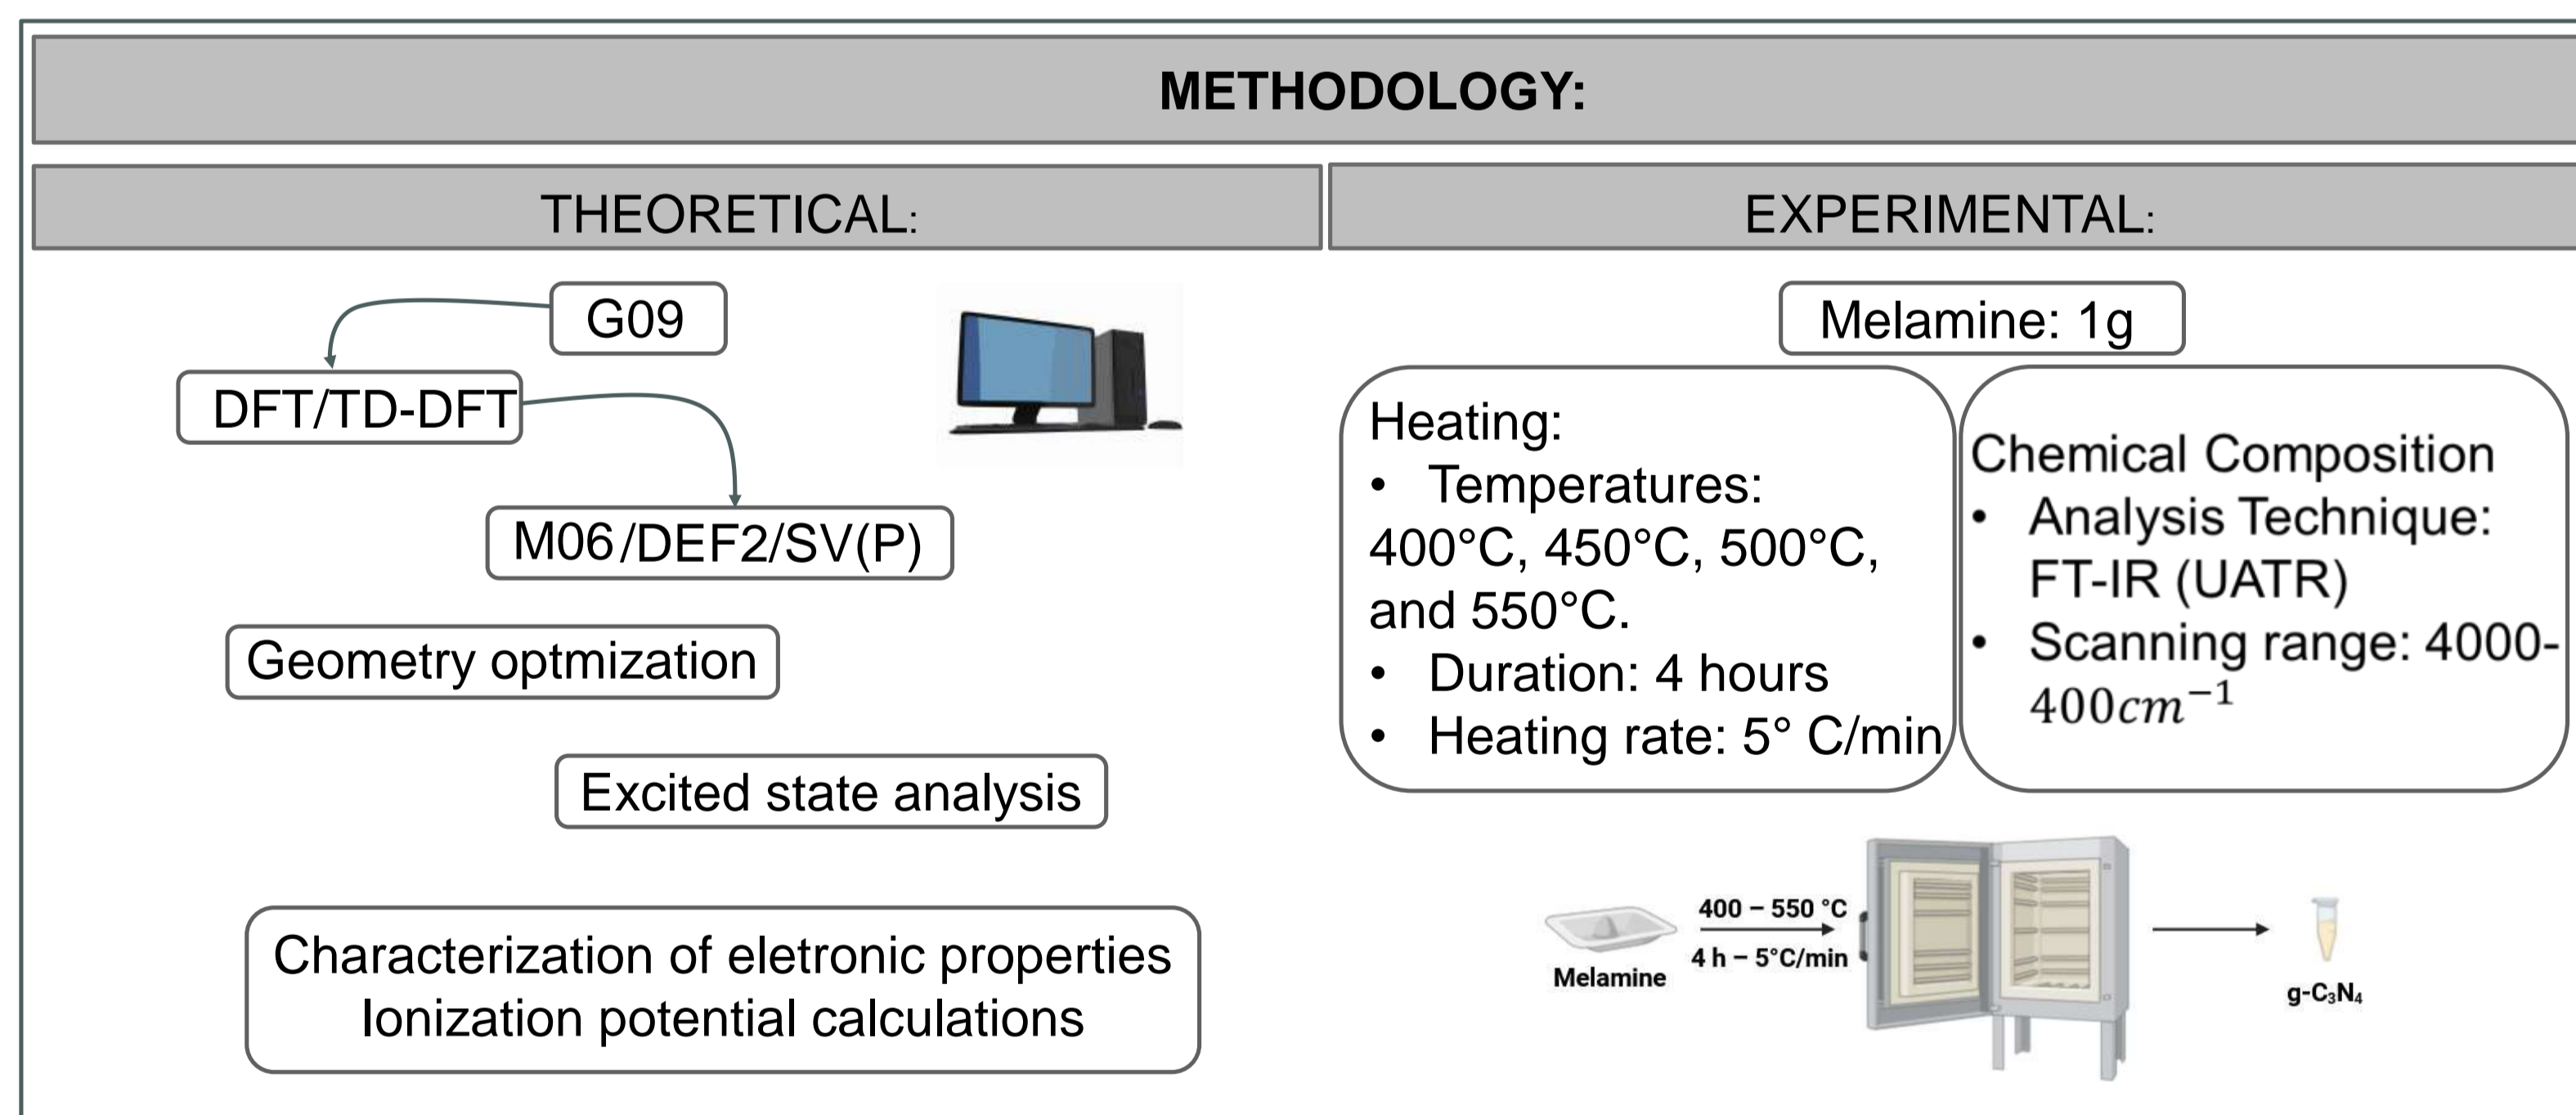 METHODOLOGY:
THEORETICAL:
G09
DFT/TD-DFT
M06/DEF2/SV(P)
Geometry optmization
Excited state analysis
Characterization of eletronic properties
Ionization potential calculations
EXPERIMENTAL:
Melamine: 1g
Heating:
• Temperatures:
400°C, 450°C, 500°C,
and 550°C.
• Duration: 4 hours
• Heating rate: 5° C/min
Chemical Composition
• Analysis Technique:
FT-IR (UATR)
• Scanning range: 4000-
400cm⁻¹
Melamine
400 – 550 °C
4 h – 5°C/min
g-C₃N₄